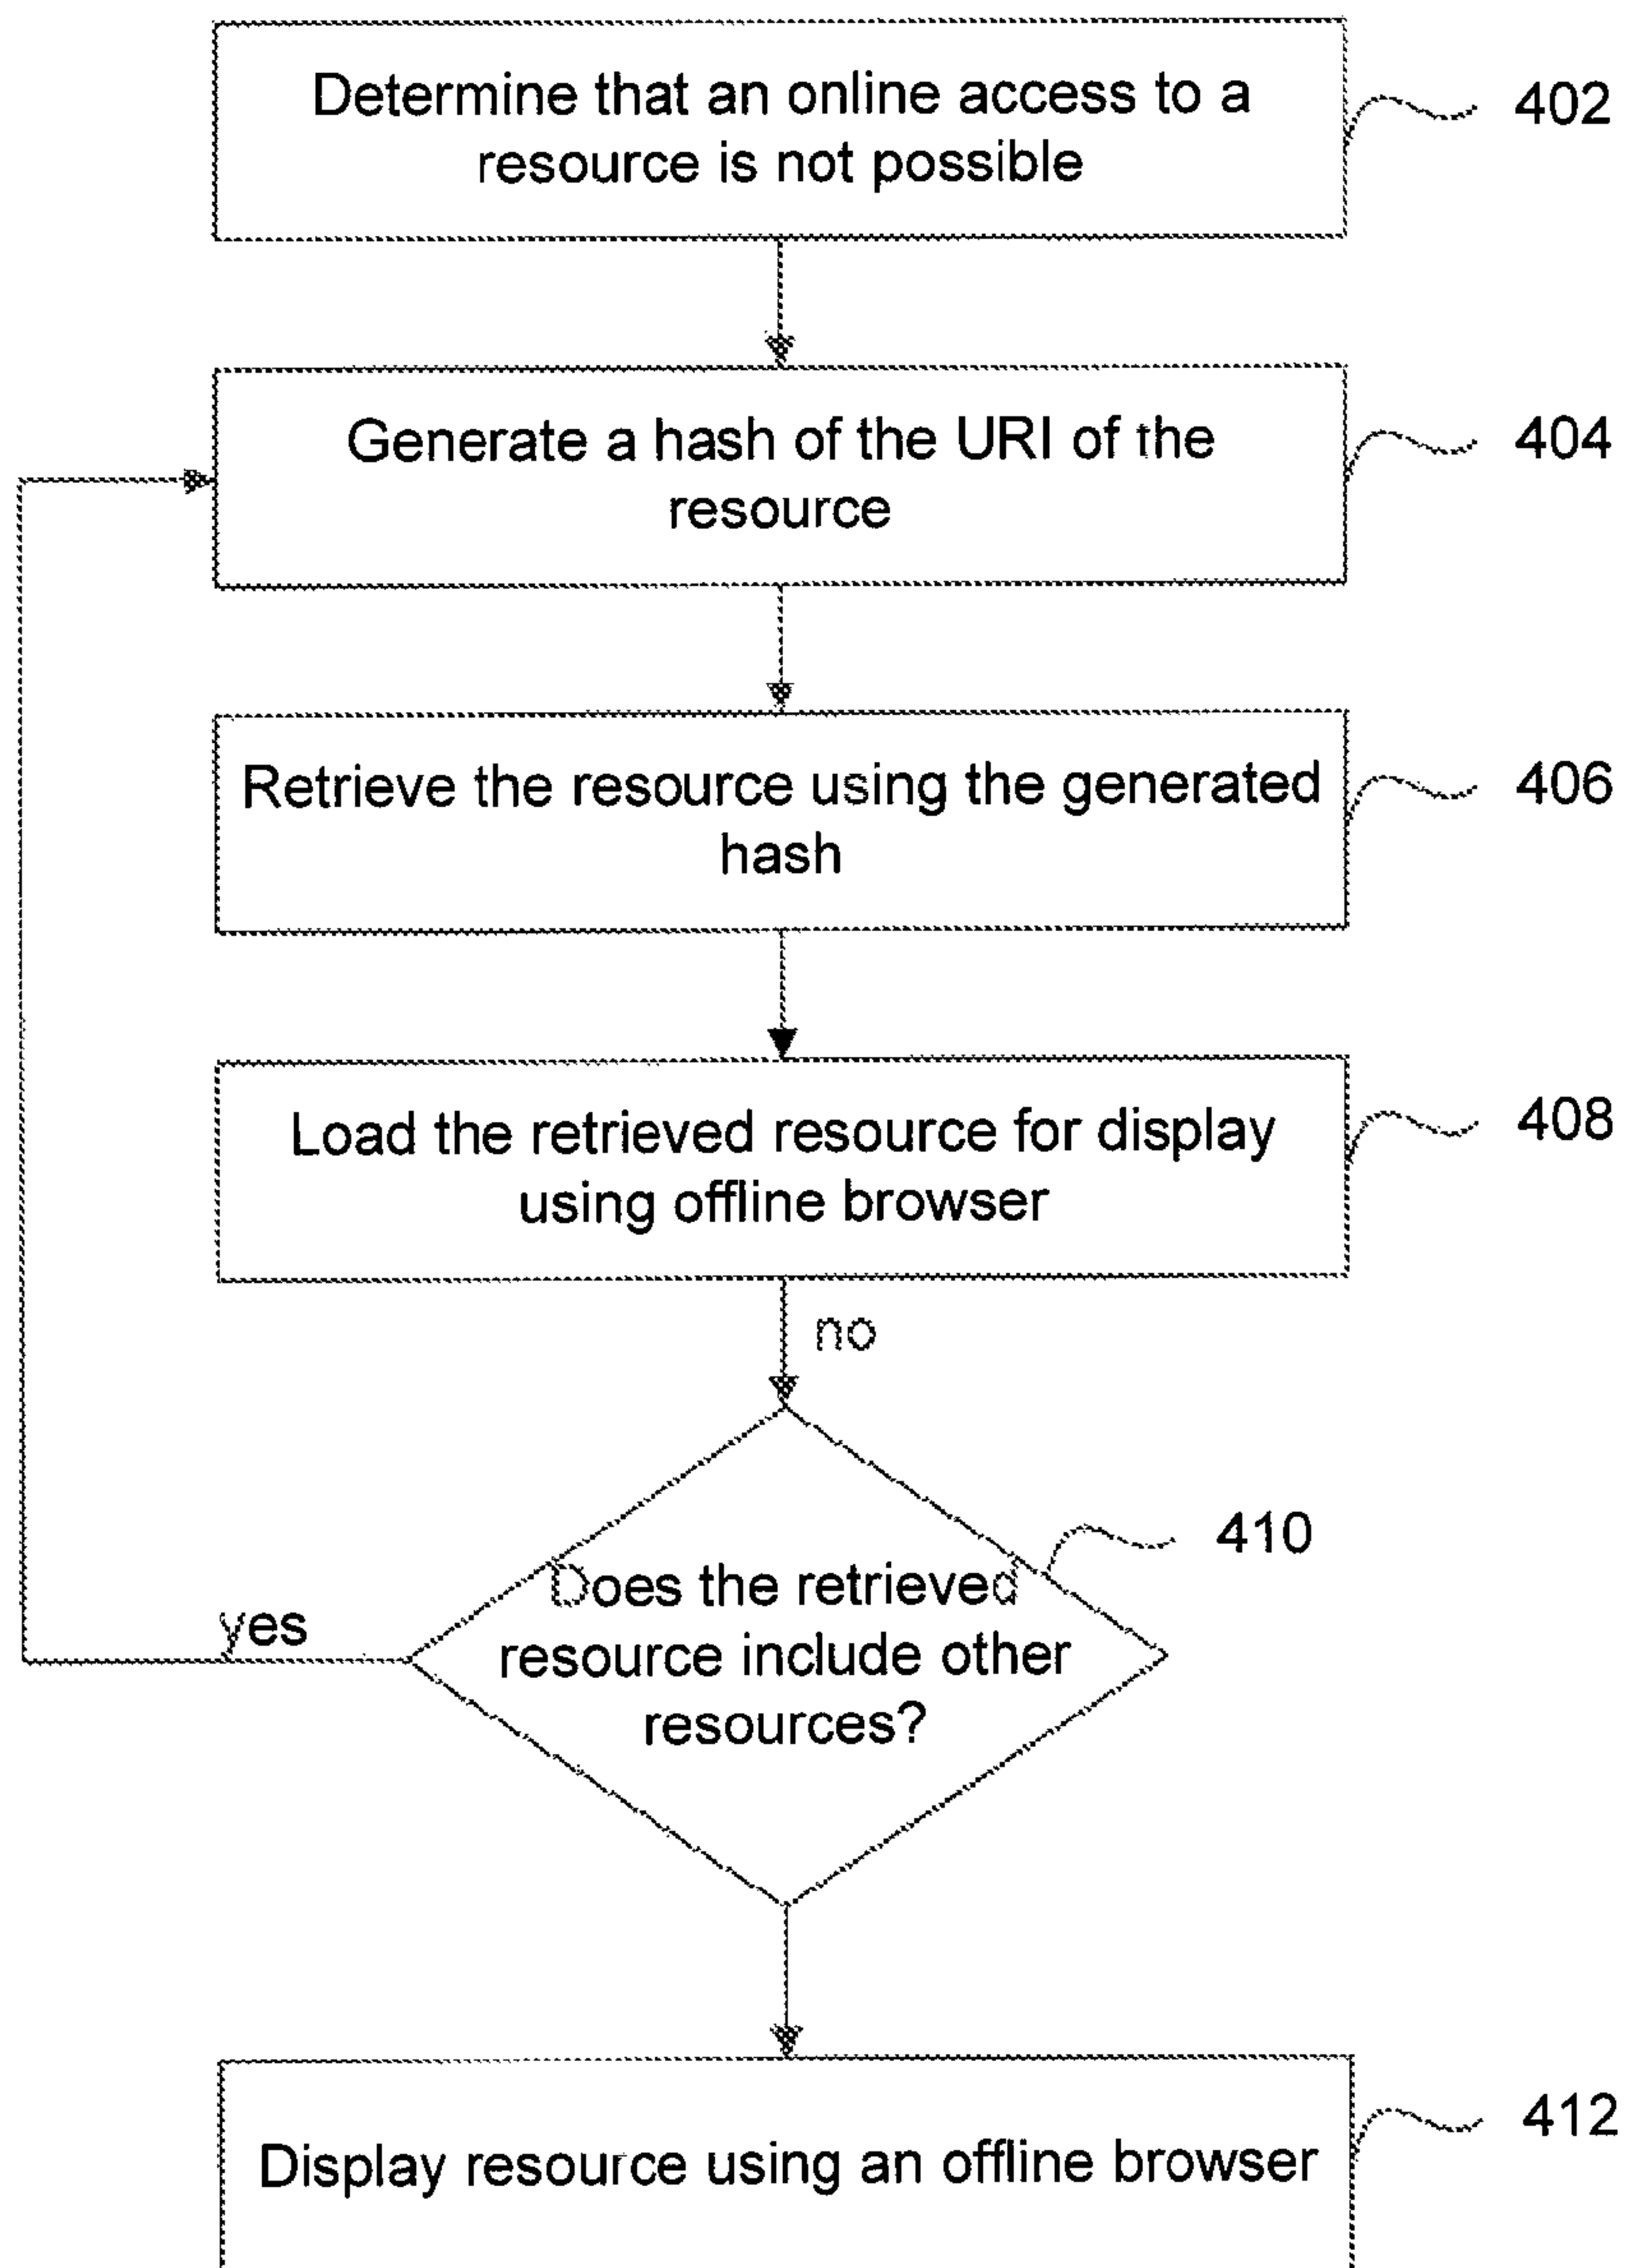 Determine that an online access to a
resource is not possible
402
Generate a hash of the URI of the
resource
404
Retrieve the resource using the generated
hash
406
Load the retrieved resource for display
using offline browser
408
no
410
Does the retrieved
resource include other
resources?
yes
Display resource using an offline browser
412